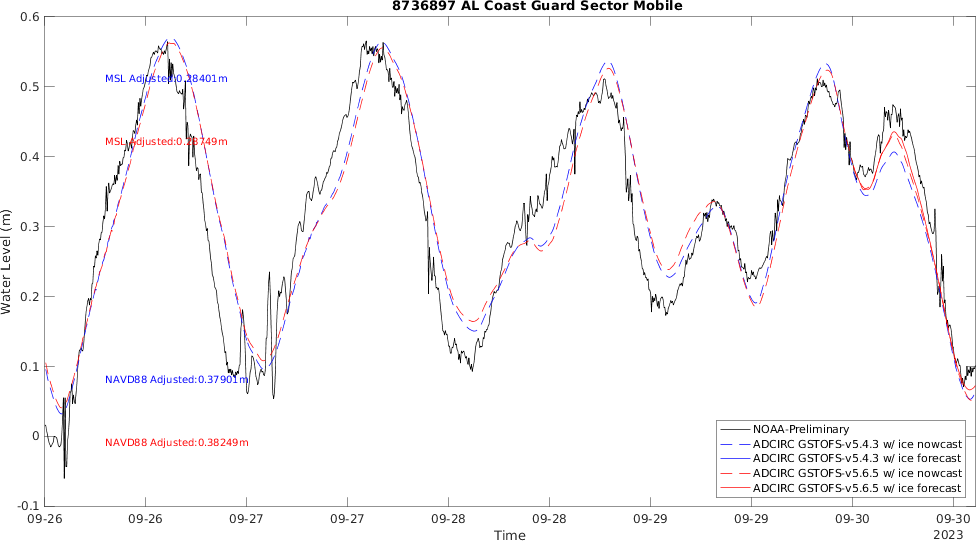 8736897 AL Coast Guard Sector Mobile
0.6
0.5
0.4
0.3
0.2
0.1
0
-0.1
Water Level (m)
MSL Adjusted:0.28401m
MSL Adjusted:0.28749m
NAVD88 Adjusted:0.37901m
NAVD88 Adjusted:0.38249m
NOAA-Preliminary
ADCIRC GSTOFS-v5.4.3 w/ ice nowcast
ADCIRC GSTOFS-v5.4.3 w/ ice forecast
ADCIRC GSTOFS-v5.6.5 w/ ice nowcast
ADCIRC GSTOFS-v5.6.5 w/ ice forecast
09-26 09-26 09-27 09-27 09-28 09-28 09-29 09-29 09-30 09-30
Time
2023